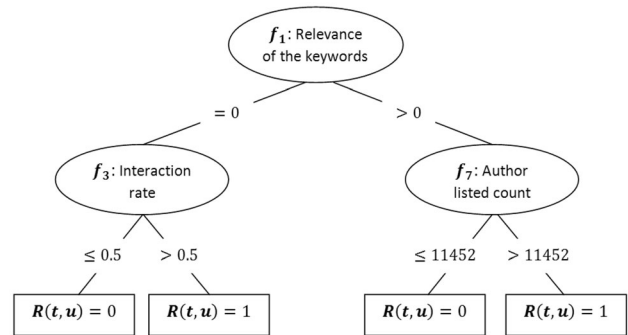 f₁: Relevance
of the keywords
= 0
> 0
f₃: Interaction
rate
f₇: Author
listed count
≤ 0.5
> 0.5
≤ 11452
> 11452
R(t, u) = 0
R(t, u) = 1
R(t, u) = 0
R(t, u) = 1